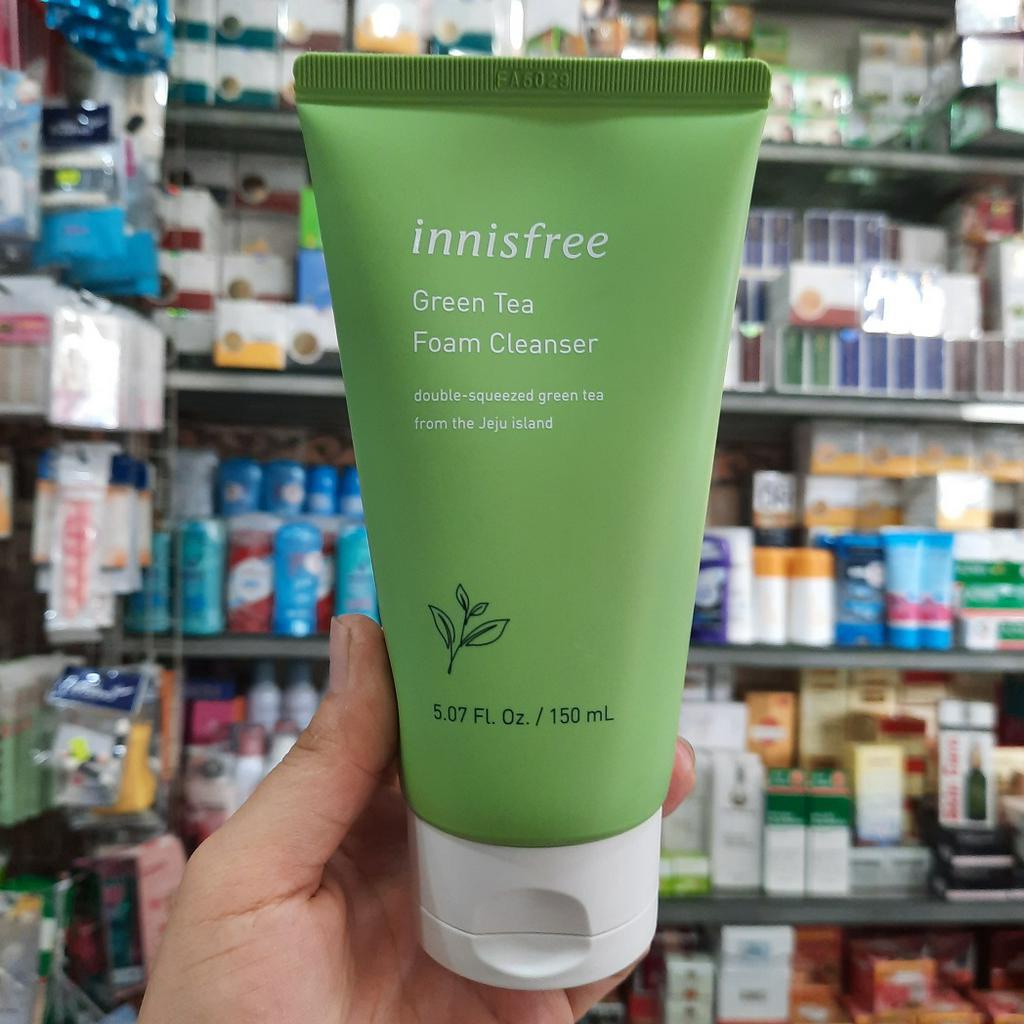 innisfree
Green Tea
Foam Cleanser
double-squeezed green tea
from the Jeju island
5.07 Fl. Oz. / 150 mL